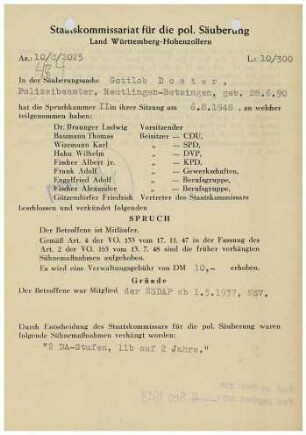 Staatskommissariat für die pol. Säuberung
Land Württemberg-Hohenzollern
Az.: 10/C/2025
L.: 10/300
In der Säuberungssache Gottlob Doster,
Polizeibeamter, Reutlingen-Betzingen, geb. 28.6.90
hat die Spruchkammer II in ihrer Sitzung am 6.8.1948, an welcher
teilgenommen haben:
Dr. Braunger Ludwig Vorsitzender
Baumann Thomas Beisitzer — CDU,
Wizemann Karl „ — SPD,
Hahn Wilhelm „ — DVP,
Fischer Albert jr. „ — KPD,
Frank Adolf „ — Gewerkschaften,
Engelfried Adolf „ — Berufsgruppe,
Fischer Alexander „ — Berufsgruppe,
Götzendörfer Friedrich Vertreter des Staatskommissars
beschlossen und verkündet folgenden
SPRUCH
Der Betroffene ist Mitläufer.
Gemäß Art. 4 der VO. 133 vom 17. 11. 47 in der Fassung des
Art. 2 der VO. 165 vom 13. 7. 48 sind die früher verhängten
Sühnemaßnahmen aufgehoben.
Es wird eine Verwaltungsgebühr von DM 10,- erhoben.
Gründe
Der Betroffene war Mitglied der NSDAP ab 1.5.1937, NSV.
Durch Entscheidung des Staatskommissars für die pol. Säuberung waren
folgende Sühnemaßnahmen verhängt worden:
"2 DA-Stufen, 11b auf 2 Jahre."